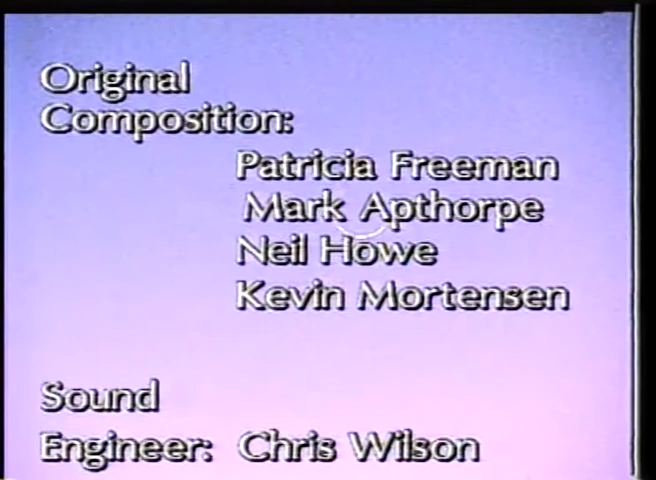 Original
Composition:
Patricia Freeman
Mark Apthorpe
Neil Howe
Kevin Mortensen
Sound
Engineer: Chris Wilson